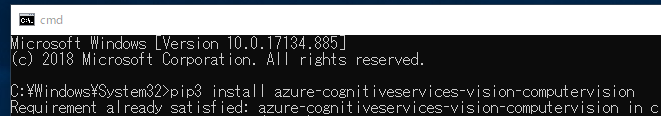 cmd
Microsoft Windows [Version 10.0.17134.885]
(c) 2018 Microsoft Corporation. All rights reserved.
C:¥Windows¥System32>pip3 install azure-cognitiveservices-vision-computervision
Requirement already satisfied: azure-cognitiveservices-vision-computervision in c